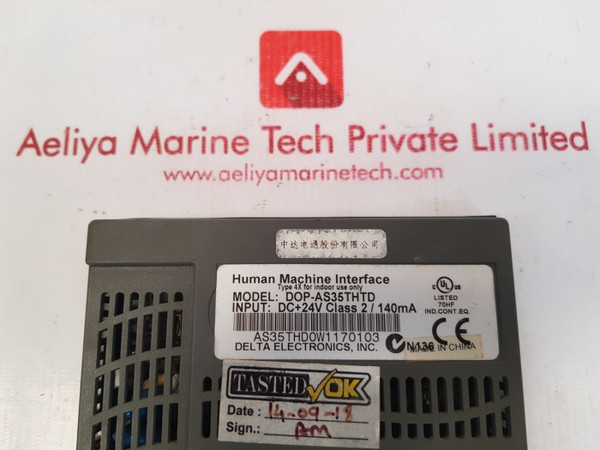 Aeliya Marine Tech Private Limited
www.aeliyamarinetech.com
中达电通股份有限公司
Human Machine Interface
Type 4X for indoor use only
MODEL: DOP-AS35THTD
INPUT: DC+24V Class 2 / 140mA
AS35THD0W1170103
DELTA ELECTRONICS, INC.
C UL US
LISTED
70HF
IND.CONT.EQ.
CE
N136
MADE IN CHINA
TASTED OK
Date : 14-09-18
Sign.: AM